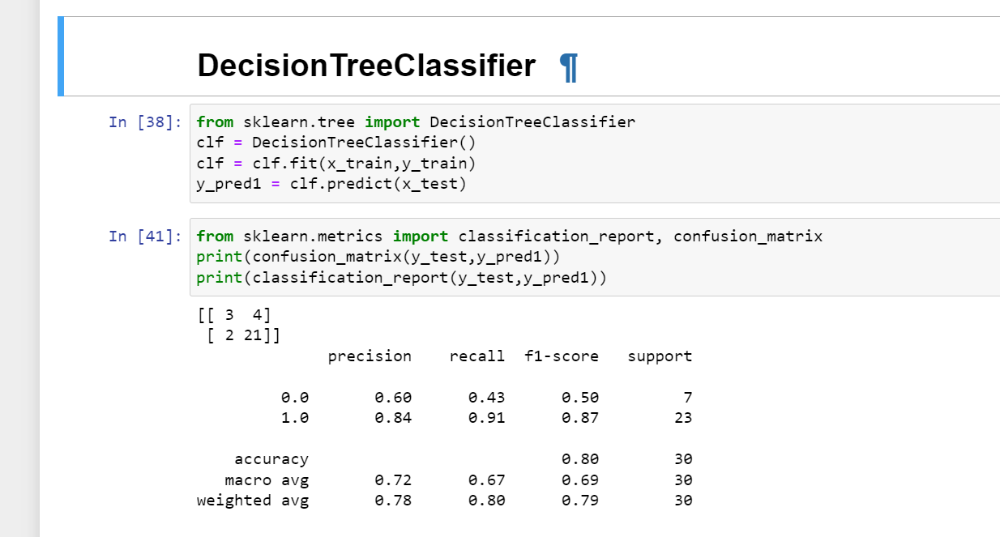 DecisionTreeClassifier ¶
In [38]: from sklearn.tree import DecisionTreeClassifier
clf = DecisionTreeClassifier()
clf = clf.fit(x_train,y_train)
y_pred1 = clf.predict(x_test)
In [41]: from sklearn.metrics import classification_report, confusion_matrix
print(confusion_matrix(y_test,y_pred1))
print(classification_report(y_test,y_pred1))
[[ 3  4]
 [ 2 21]]
              precision    recall  f1-score   support
         0.0       0.60      0.43      0.50         7
         1.0       0.84      0.91      0.87        23
    accuracy                           0.80        30
   macro avg       0.72      0.67      0.69        30
weighted avg       0.78      0.80      0.79        30